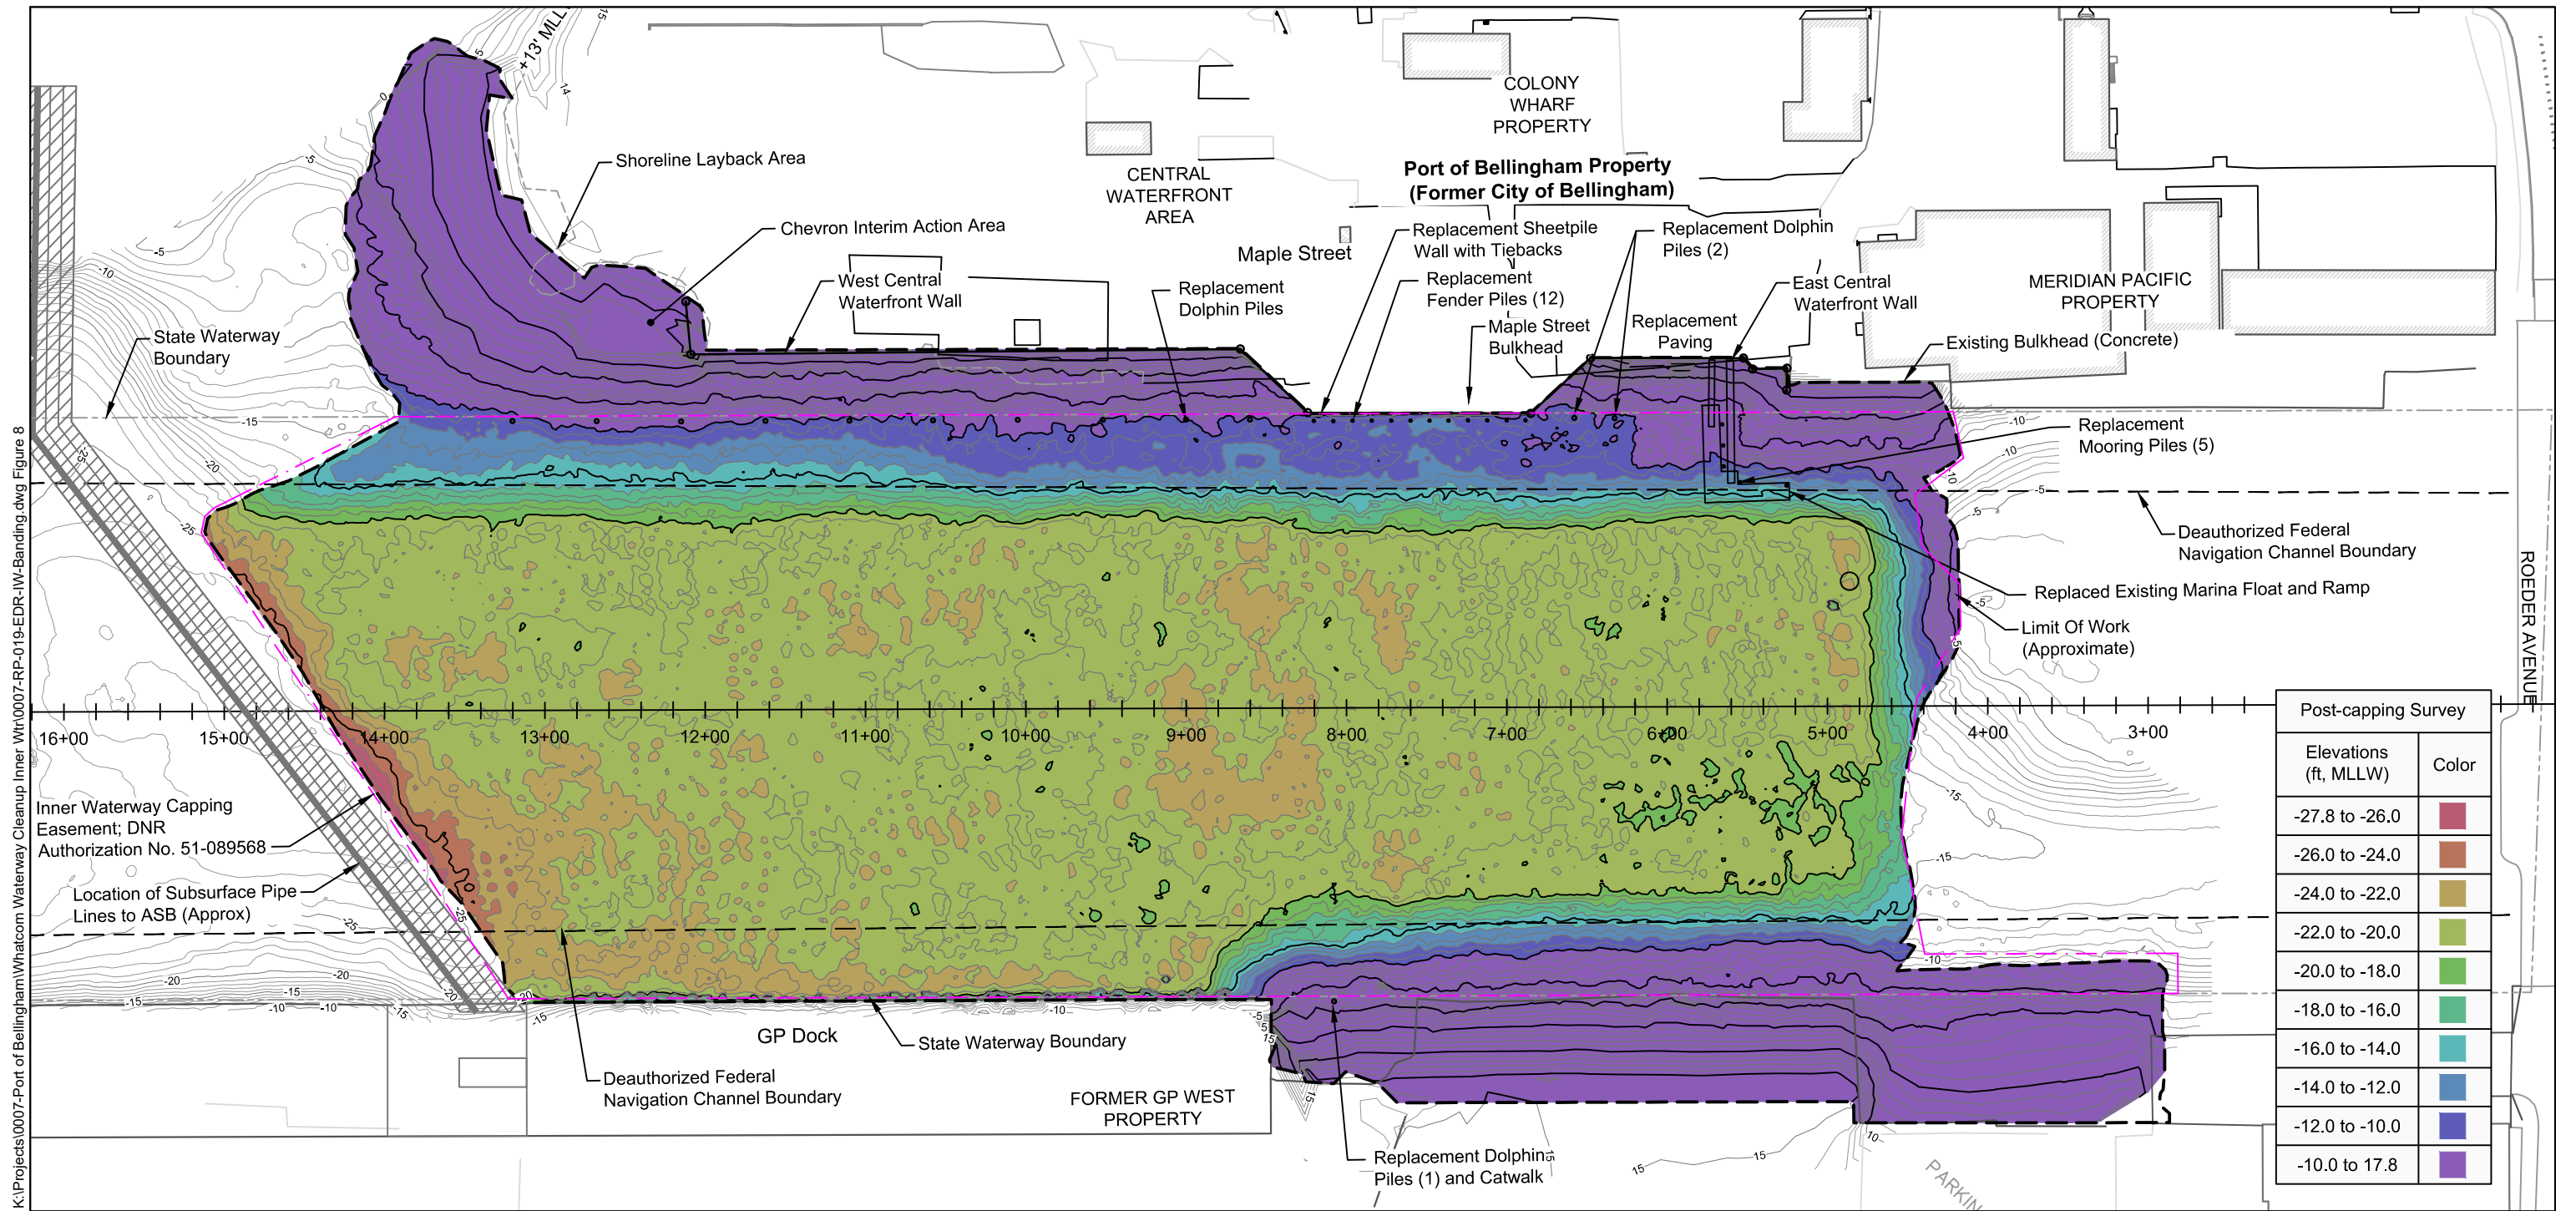 K:\Projects\0007-Port of Bellingham\Whatcom Waterway Cleanup Inner Wtr\0007-RP-019-EDR-IW-Banding.dwg Figure 8
+13' MLL
Shoreline Layback Area
Chevron Interim Action Area
West Central
Waterfront Wall
State Waterway
Boundary
CENTRAL
WATERFRONT
AREA
COLONY
WHARF
PROPERTY
Port of Bellingham Property
(Former City of Bellingham)
Maple Street
Replacement
Dolphin Piles
Replacement Sheetpile
Wall with Tiebacks
Replacement
Fender Piles (12)
Maple Street
Bulkhead
Replacement Dolphin
Piles (2)
Replacement
Paving
East Central
Waterfront Wall
MERIDIAN PACIFIC
PROPERTY
Existing Bulkhead (Concrete)
Replacement
Mooring Piles (5)
Deauthorized Federal
Navigation Channel Boundary
Replaced Existing Marina Float and Ramp
Limit Of Work
(Approximate)
ROEDER AVENUE
16+00 15+00 14+00 13+00 12+00 11+00 10+00 9+00 8+00 7+00 6+00 5+00 4+00 3+00
Inner Waterway Capping
Easement; DNR
Authorization No. 51-089568
Location of Subsurface Pipe
Lines to ASB (Approx)
Deauthorized Federal
Navigation Channel Boundary
GP Dock
State Waterway Boundary
FORMER GP WEST
PROPERTY
Replacement Dolphin
Piles (1) and Catwalk
PARKIN
Post-capping Survey
Elevations
(ft, MLLW) Color
-27.8 to -26.0
-26.0 to -24.0
-24.0 to -22.0
-22.0 to -20.0
-20.0 to -18.0
-18.0 to -16.0
-16.0 to -14.0
-14.0 to -12.0
-12.0 to -10.0
-10.0 to 17.8